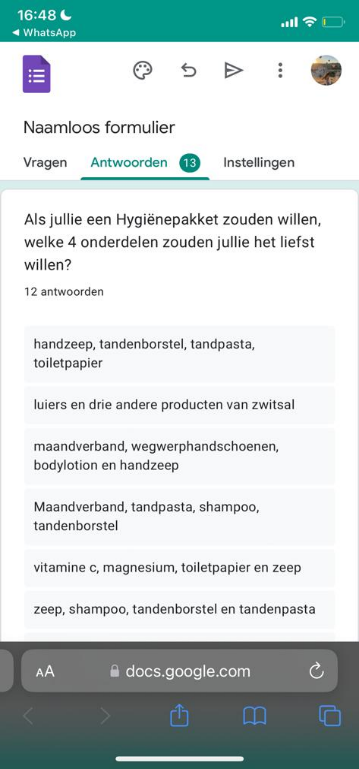 16:48
◄ WhatsApp
Naamloos formulier
Vragen Antwoorden 13 Instellingen
Als jullie een Hygiënepakket zouden willen,
welke 4 onderdelen zouden jullie het liefst
willen?
12 antwoorden
handzeep, tandenborstel, tandpasta,
toiletpapier
luiers en drie andere producten van zwitsal
maandverband, wegwerphandschoenen,
bodylotion en handzeep
Maandverband, tandpasta, shampoo,
tandenborstel
vitamine c, magnesium, toiletpapier en zeep
zeep, shampoo, tandenborstel en tandenpasta
AA docs.google.com